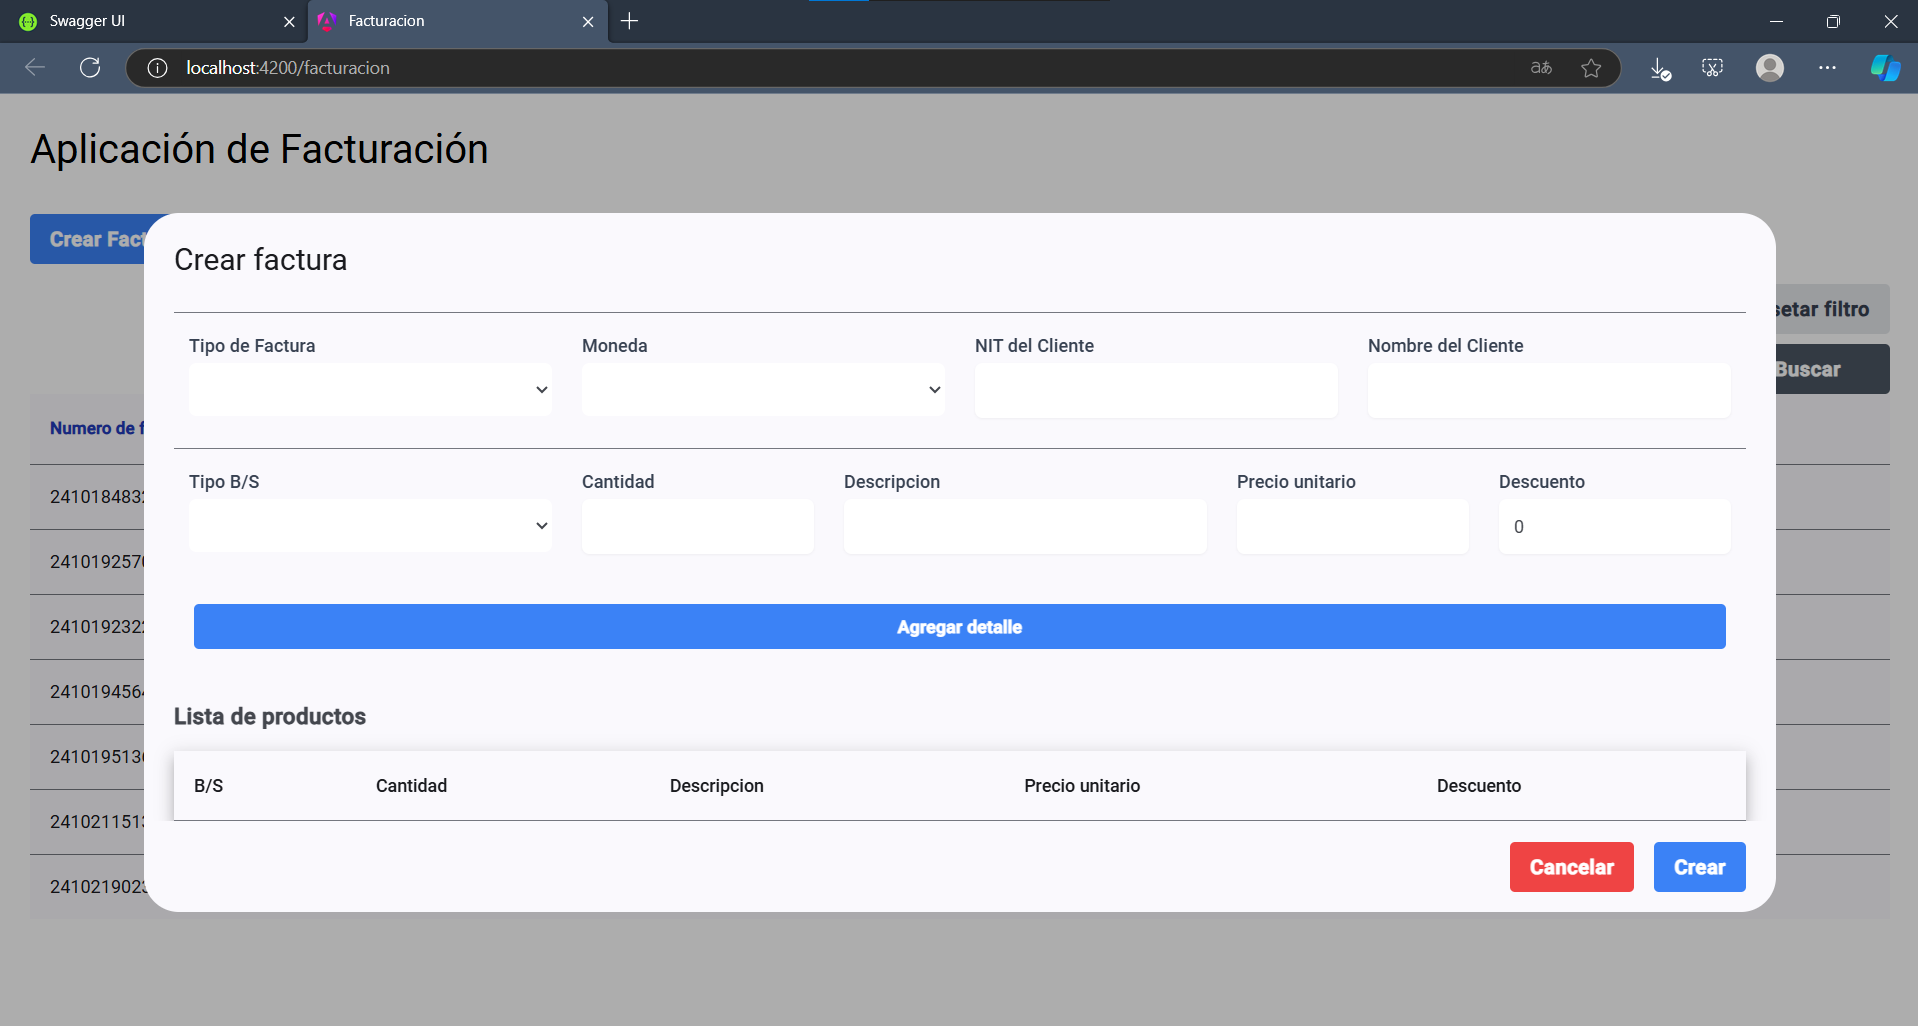 Swagger UI
Facturacion
localhost:4200/facturacion
aあ
Aplicación de Facturación
Crear Fact
Crear factura
setar filtro
Buscar
Tipo de Factura Moneda NIT del Cliente Nombre del Cliente
Numero de f
Tipo B/S Cantidad Descripcion Precio unitario Descuento
0
241018483
241019257
241019232
Agregar detalle
241019456
Lista de productos
241019513
B/S Cantidad Descripcion Precio unitario Descuento
241021151
Cancelar Crear
241021902